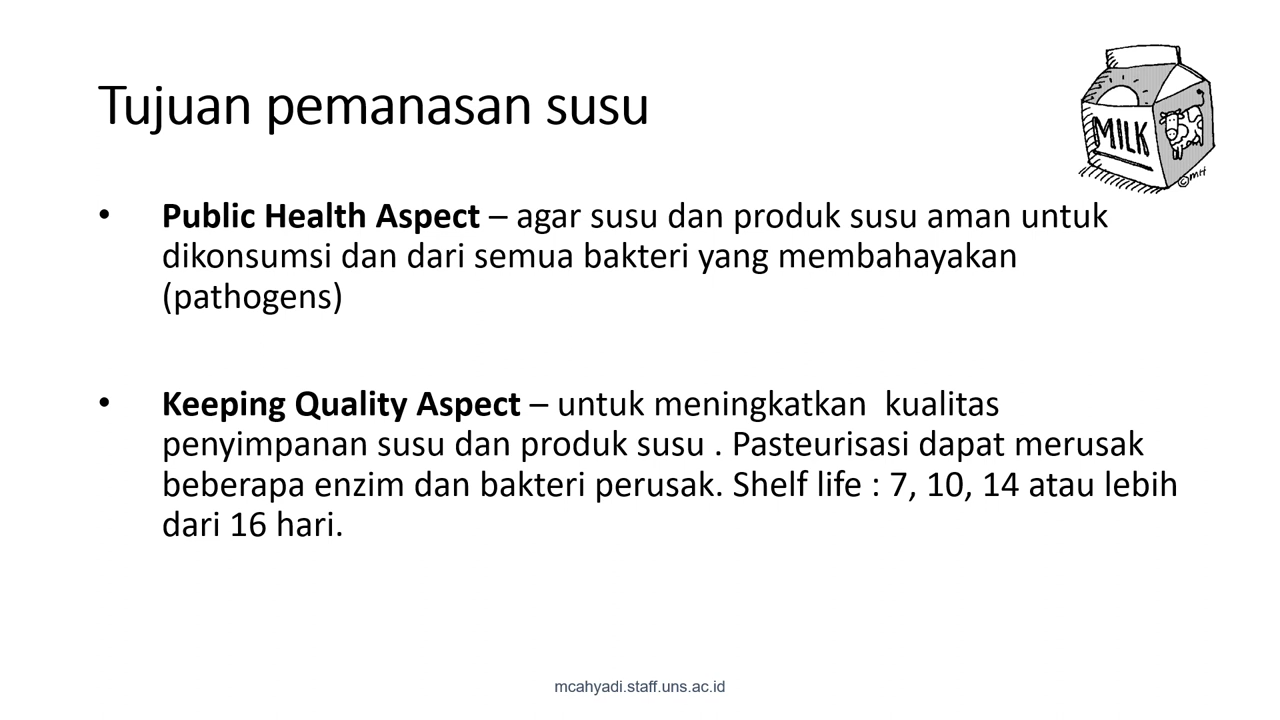 Tujuan pemanasan susu
MILK
©MH
• Public Health Aspect – agar susu dan produk susu aman untuk
dikonsumsi dan dari semua bakteri yang membahayakan
(pathogens)
• Keeping Quality Aspect – untuk meningkatkan  kualitas
penyimpanan susu dan produk susu . Pasteurisasi dapat merusak
beberapa enzim dan bakteri perusak. Shelf life : 7, 10, 14 atau lebih
dari 16 hari.
mcahyadi.staff.uns.ac.id